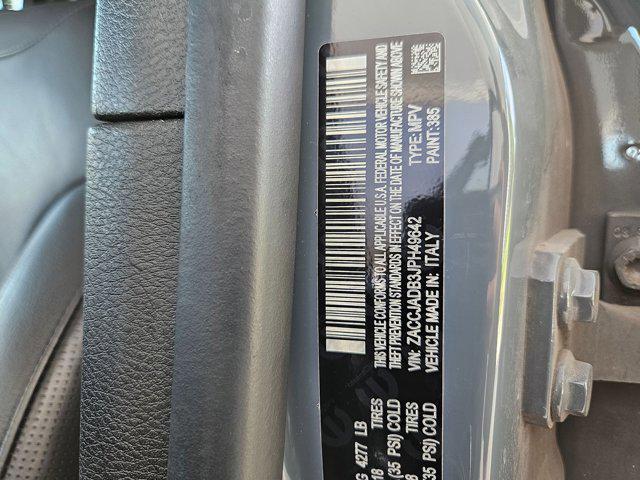 THIS VEHICLE CONFORMS TO ALL APPLICABLE U.S.A. FEDERAL MOTOR VEHICLE SAFETY AND
THEFT PREVENTION STANDARDS IN EFFECT ON THE DATE OF MANUFACTURE SHOWN ABOVE
VIN: ZACCJADB3JPH49642 TYPE: MPV
VEHICLE MADE IN: ITALY PAINT: 385
G 4277 LB
TIRES
(35 PSI) COLD
TIRES
35 PSI) COLD